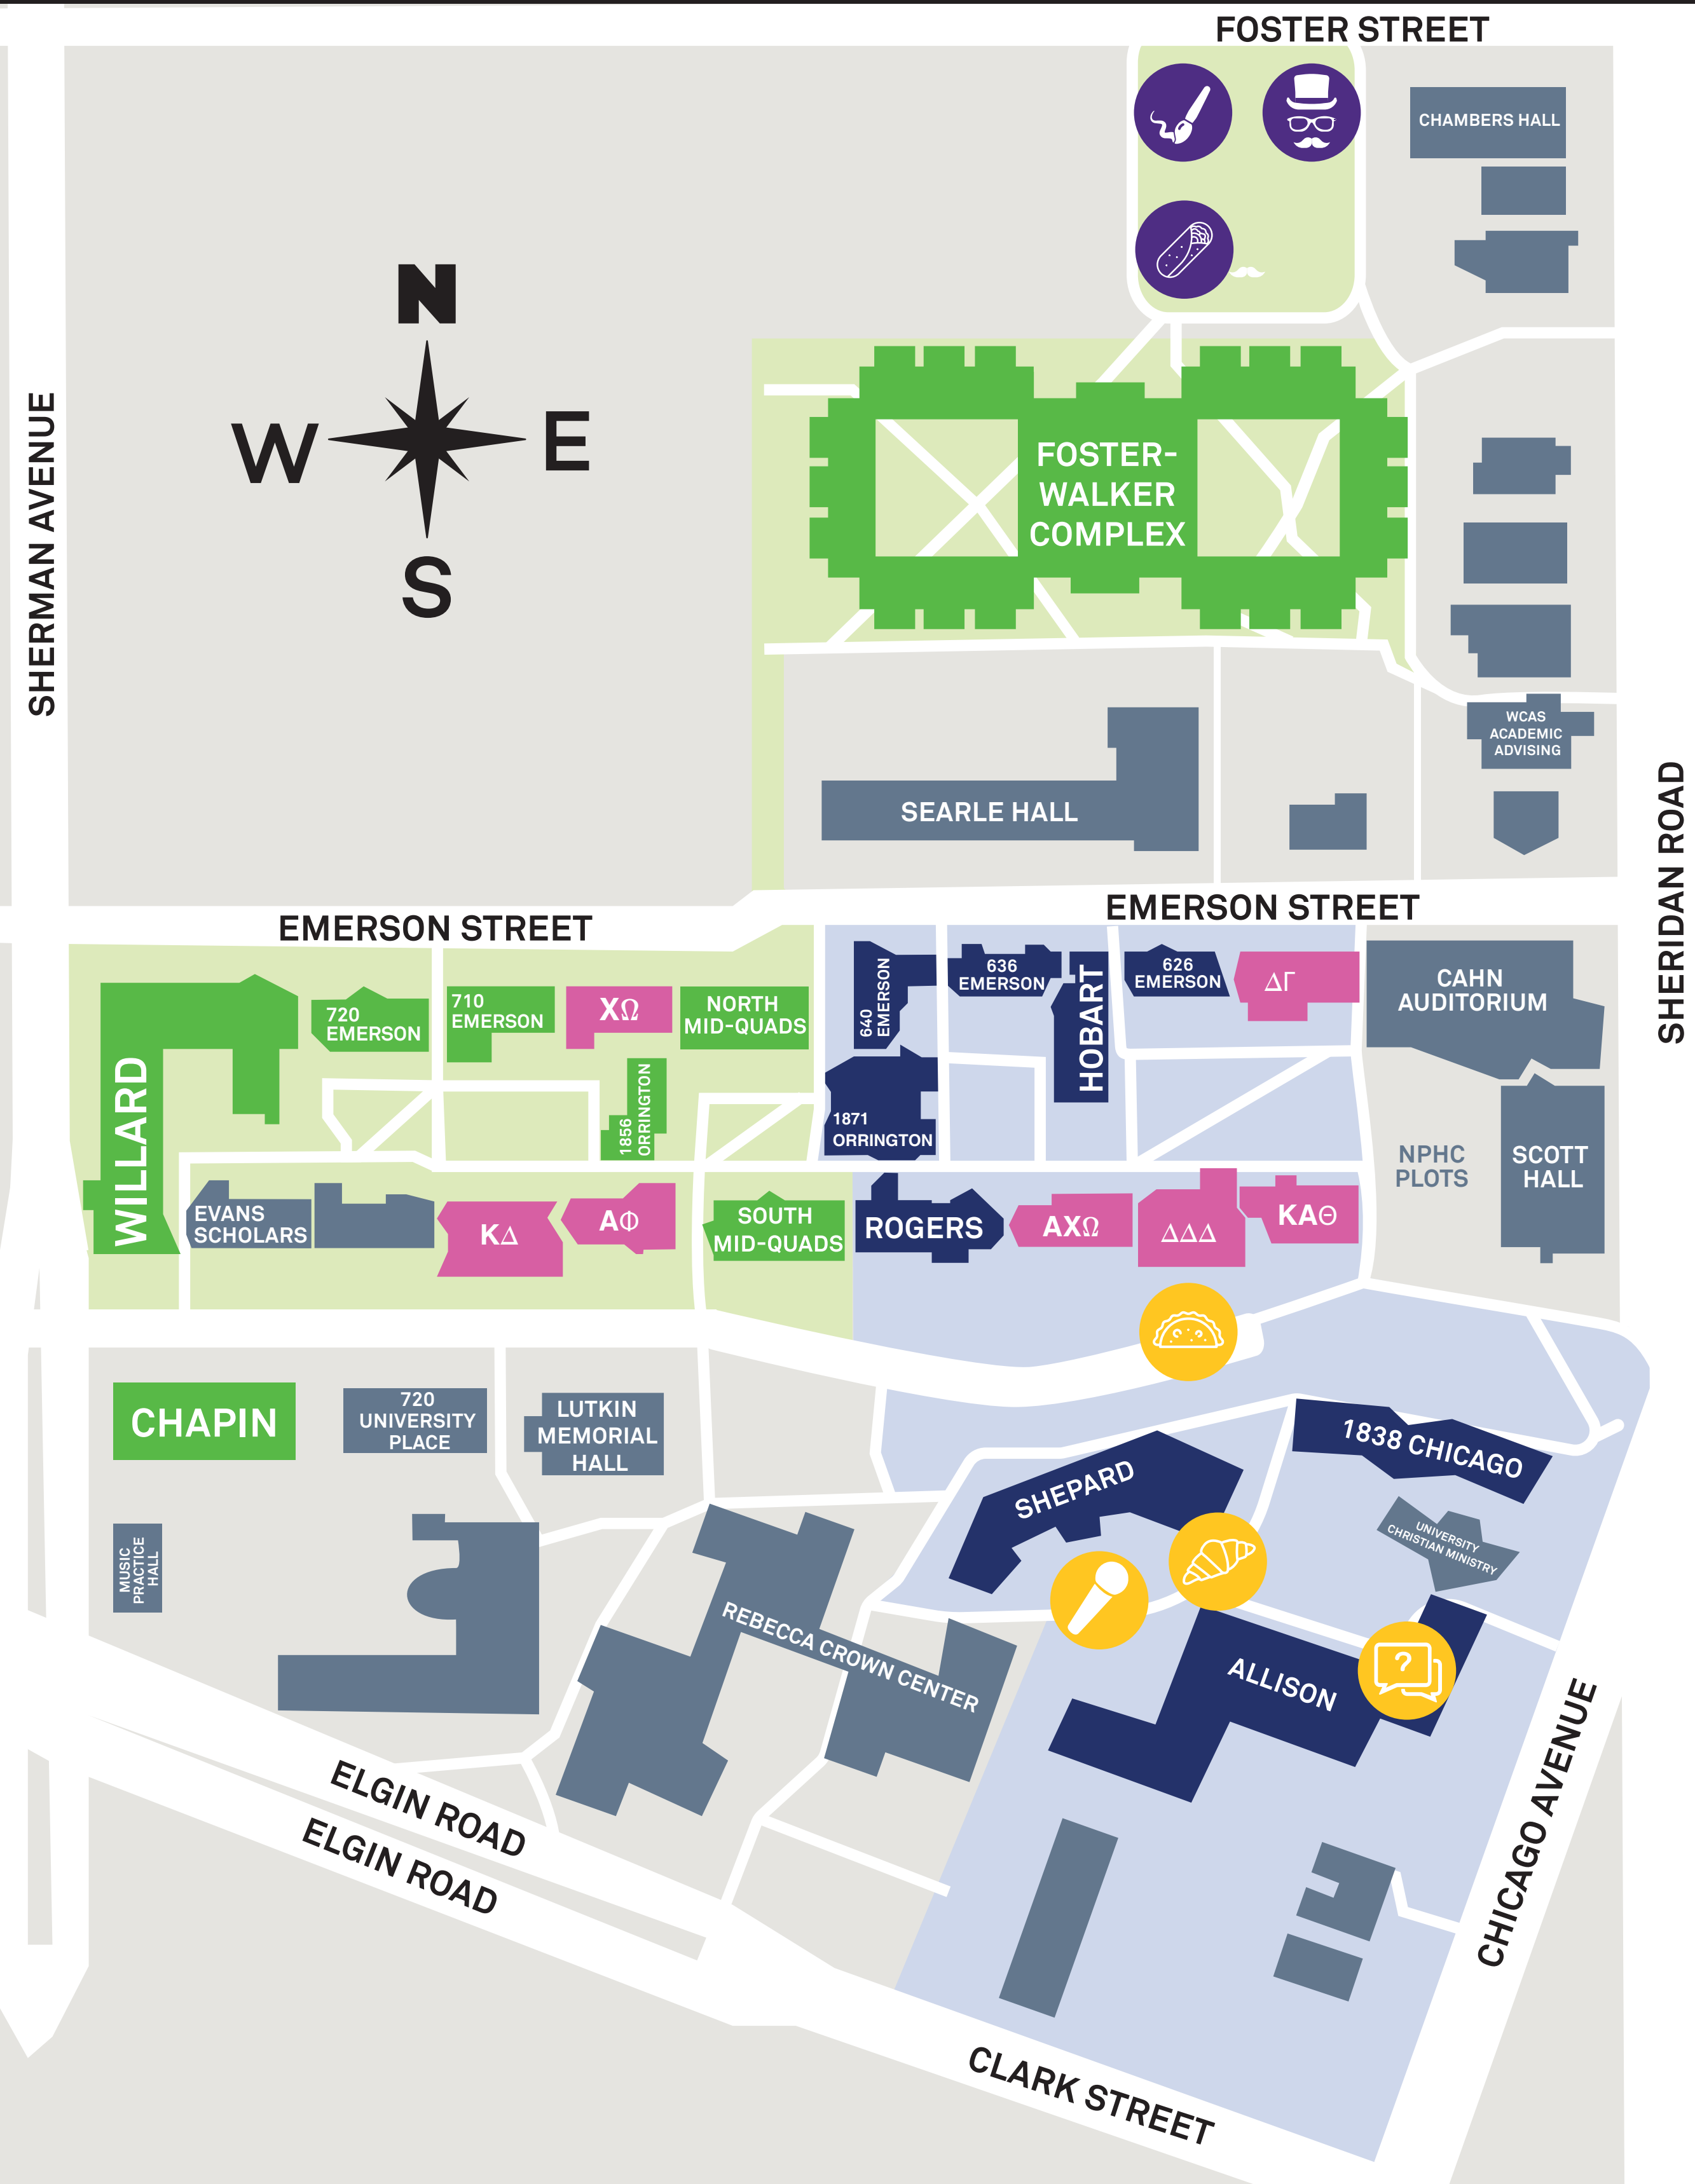 FOSTER STREET
CHAMBERS HALL
N
W
E
S
SHERMAN AVENUE
FOSTER-
WALKER
COMPLEX
WCAS
ACADEMIC
ADVISING
SEARLE HALL
SHERIDAN ROAD
EMERSON STREET
EMERSON STREET
WILLARD
720
EMERSON
710
EMERSON
ΧΩ
NORTH
MID-QUADS
1856
ORRINGTON
640
EMERSON
636
EMERSON
HOBART
626
EMERSON
ΔΓ
CAHN
AUDITORIUM
1871
ORRINGTON
NPHC
PLOTS
SCOTT
HALL
EVANS
SCHOLARS
ΚΔ
ΑΦ
SOUTH
MID-QUADS
ROGERS
ΑΧΩ
ΔΔΔ
ΚΑΘ
CHAPIN
720
UNIVERSITY
PLACE
LUTKIN
MEMORIAL
HALL
1838 CHICAGO
SHEPARD
UNIVERSITY
CHRISTIAN MINISTRY
MUSIC
PRACTICE
HALL
REBECCA CROWN CENTER
ALLISON
?
ELGIN ROAD
ELGIN ROAD
CHICAGO AVENUE
CLARK STREET